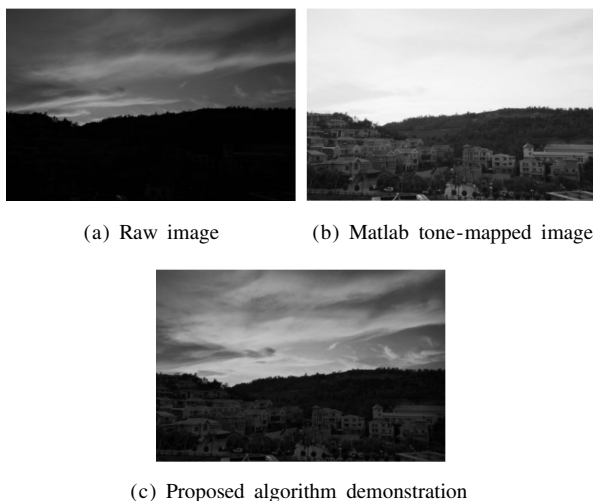 (a) Raw image
(b) Matlab tone-mapped image
(c) Proposed algorithm demonstration